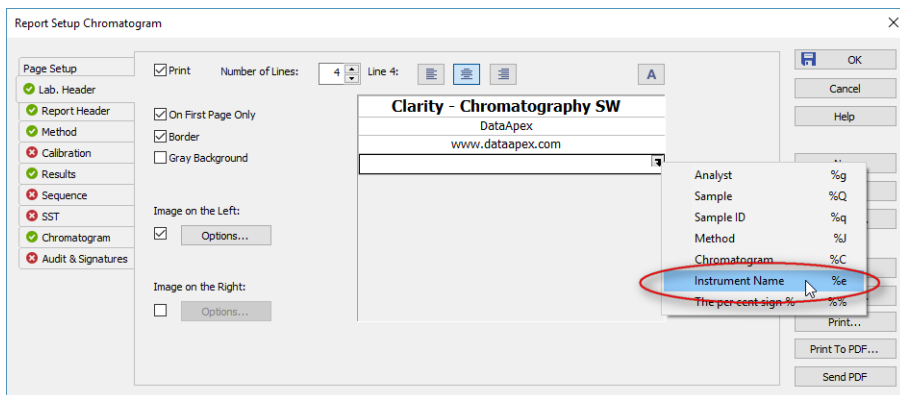 Report Setup Chromatogram
Page Setup
Lab. Header
Report Header
Method
Calibration
Results
Sequence
SST
Chromatogram
Audit & Signatures
Print
Number of Lines:
4
Line 4:
A
On First Page Only
Border
Gray Background
Image on the Left:
Options...
Image on the Right:
Options...
Clarity - Chromatography SW
DataApex
www.dataapex.com
Analyst %g
Sample %Q
Sample ID %q
Method %J
Chromatogram %C
Instrument Name %e
The per cent sign % %%
OK
Cancel
Help
Print...
Print To PDF...
Send PDF